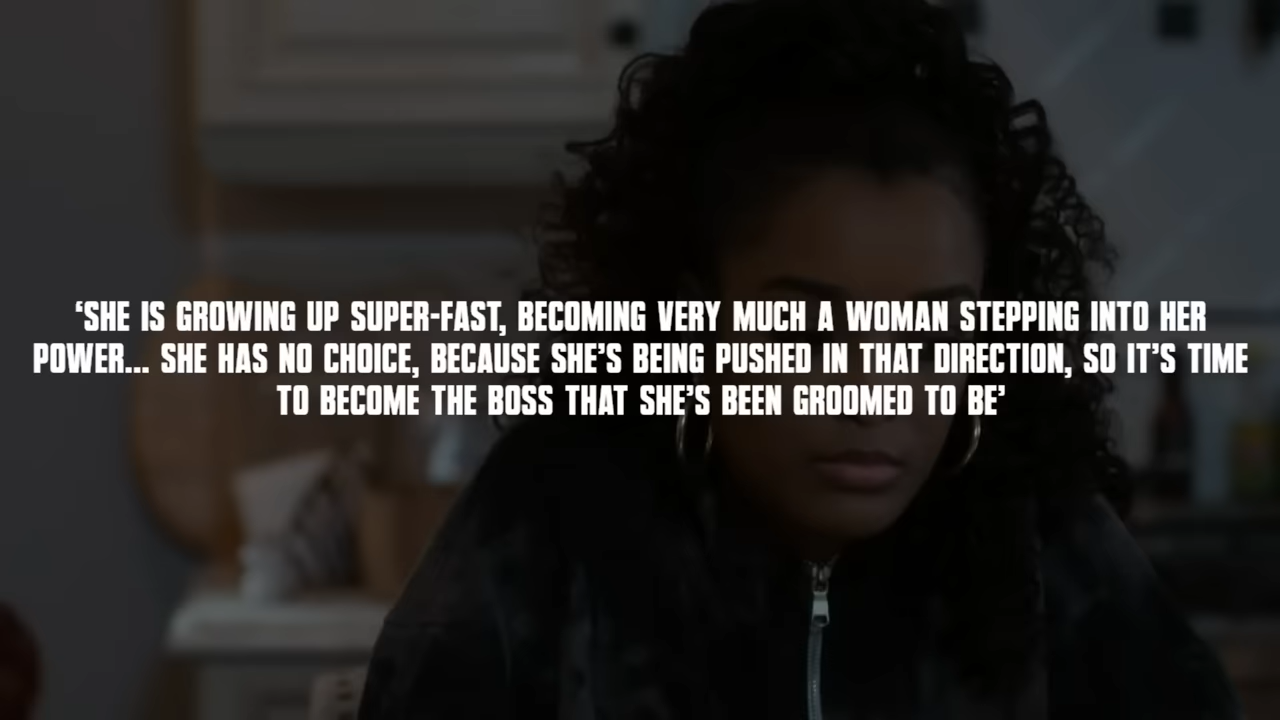 ‘SHE IS GROWING UP SUPER-FAST, BECOMING VERY MUCH A WOMAN STEPPING INTO HER
POWER... SHE HAS NO CHOICE, BECAUSE SHE’S BEING PUSHED IN THAT DIRECTION, SO IT’S TIME
TO BECOME THE BOSS THAT SHE’S BEEN GROOMED TO BE’